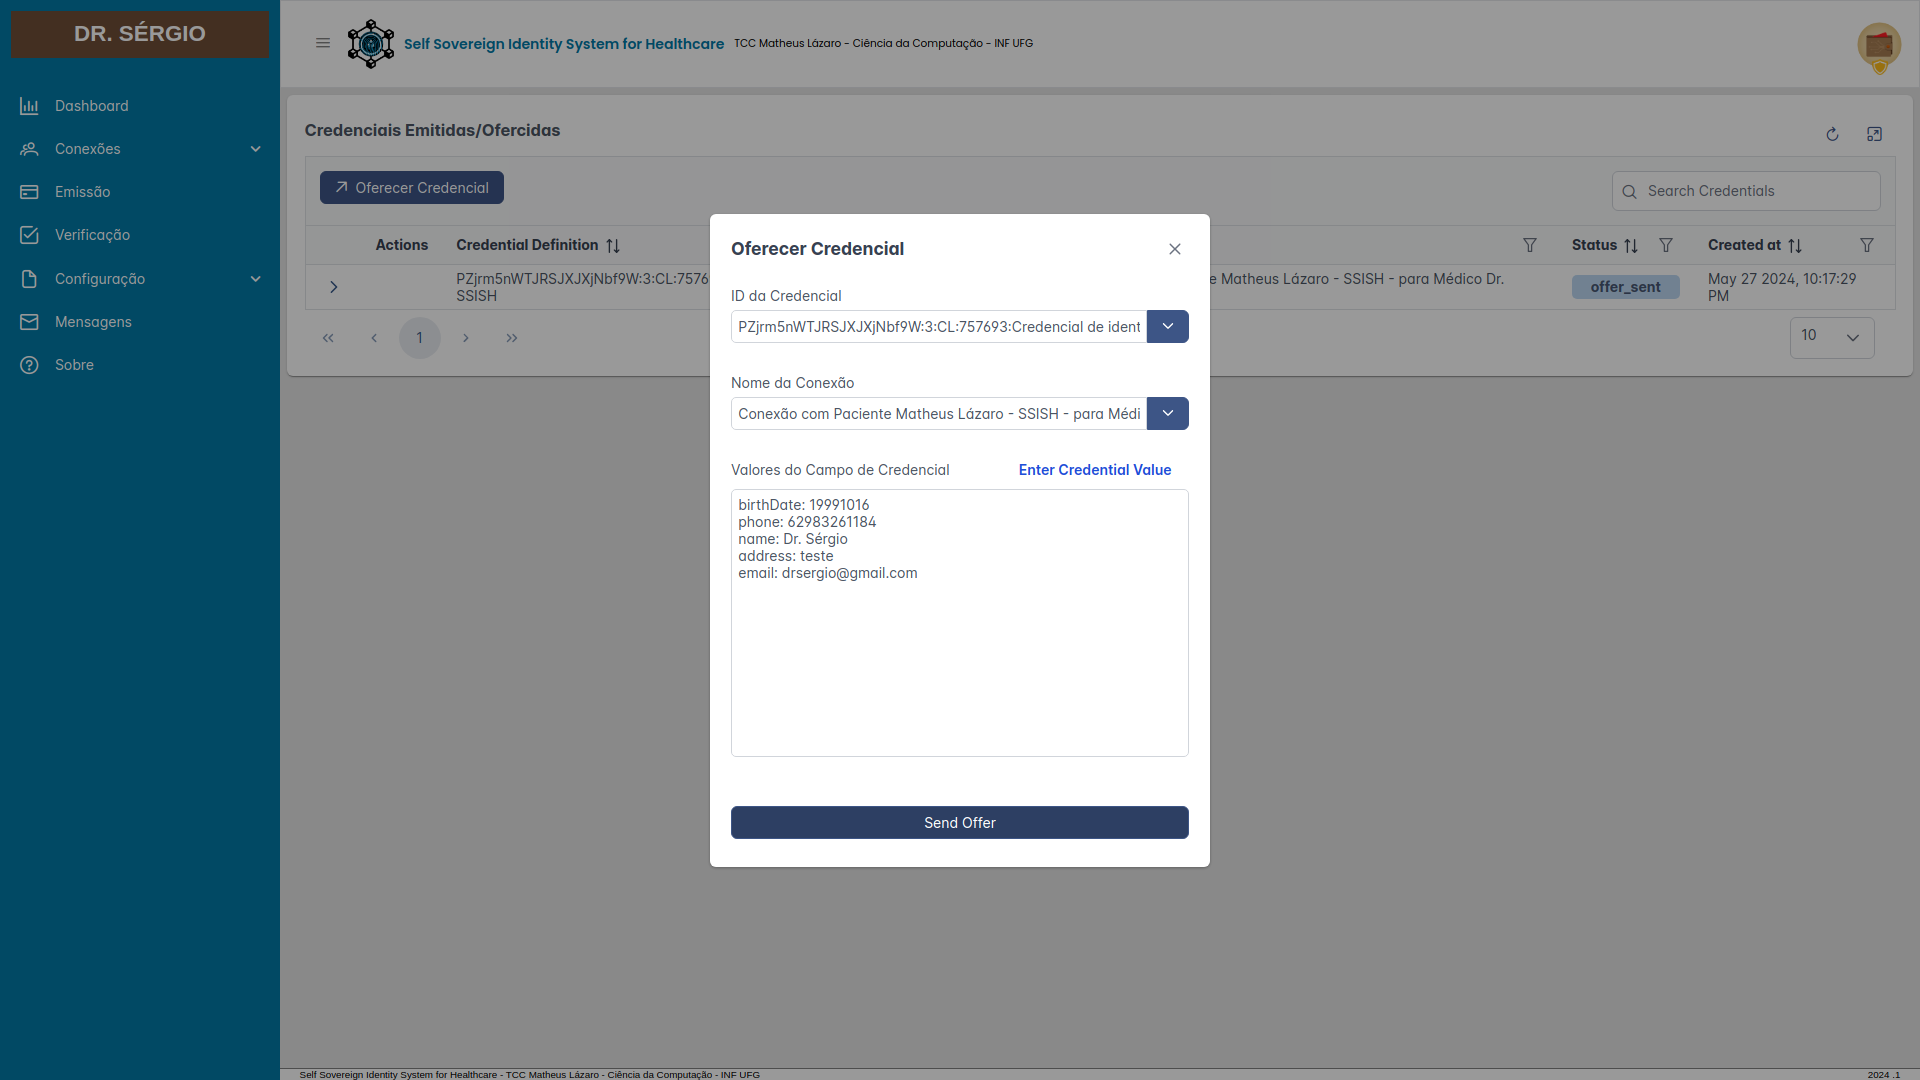 DR. SÉRGIO
Dashboard
Conexões
Emissão
Verificação
Configuração
Mensagens
Sobre
Self Sovereign Identity System for Healthcare TCC Matheus Lázaro - Ciência da Computação - INF UFG
Credenciais Emitidas/Ofercidas
Oferecer Credencial
Search Credentials
Actions Credential Definition Status Created at
PZjrm5nWTJRSJXJXjNbf9W:3:CL:7576
SSISH
e Matheus Lázaro - SSISH - para Médico Dr.
offer_sent
May 27 2024, 10:17:29
PM
1
10
Oferecer Credencial
ID da Credencial
PZjrm5nWTJRSJXJXjNbf9W:3:CL:757693:Credencial de ident
Nome da Conexão
Conexão com Paciente Matheus Lázaro - SSISH - para Médi
Valores do Campo de Credencial Enter Credential Value
birthDate: 19991016
phone: 62983261184
name: Dr. Sérgio
address: teste
email: drsergio@gmail.com
Send Offer
Self Sovereign Identity System for Healthcare - TCC Matheus Lázaro - Ciência da Computação - INF UFG
2024 .1